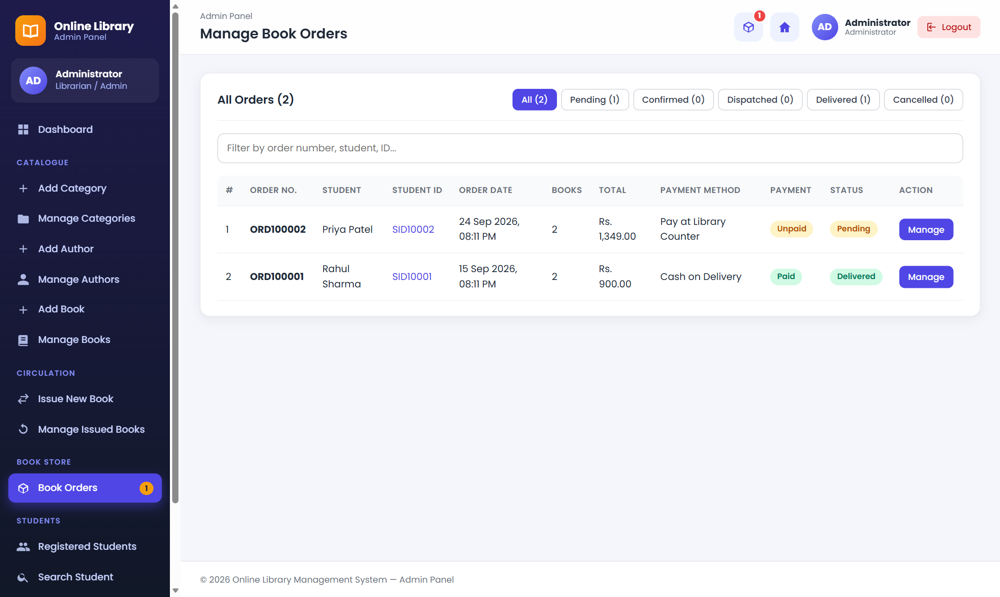 Online Library
Admin Panel
AD
Administrator
Librarian / Admin
Dashboard
CATALOGUE
Add Category
Manage Categories
Add Author
Manage Authors
Add Book
Manage Books
CIRCULATION
Issue New Book
Manage Issued Books
BOOK STORE
Book Orders
1
STUDENTS
Registered Students
Search Student
Admin Panel
Manage Book Orders
1
AD
Administrator
Administrator
Logout
All Orders (2)
All (2)
Pending (1)
Confirmed (0)
Dispatched (0)
Delivered (1)
Cancelled (0)
Filter by order number, student, ID...
# ORDER NO. STUDENT STUDENT ID ORDER DATE BOOKS TOTAL PAYMENT METHOD PAYMENT STATUS ACTION
1 ORD100002 Priya Patel SID10002 24 Sep 2026, 08:11 PM 2 Rs. 1,349.00 Pay at Library Counter Unpaid Pending Manage
2 ORD100001 Rahul Sharma SID10001 15 Sep 2026, 08:11 PM 2 Rs. 900.00 Cash on Delivery Paid Delivered Manage
© 2026 Online Library Management System — Admin Panel